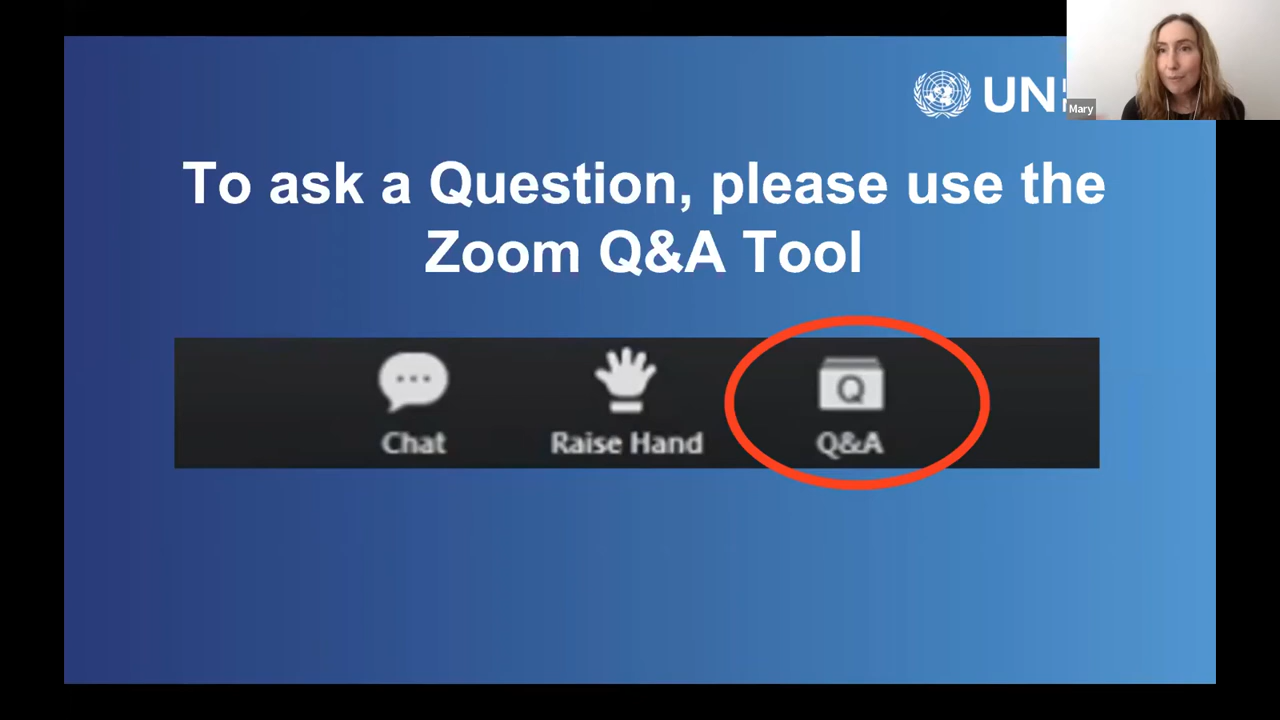 UN
Mary
To ask a Question, please use the
Zoom Q&A Tool
Chat
Raise Hand
Q
Q&A